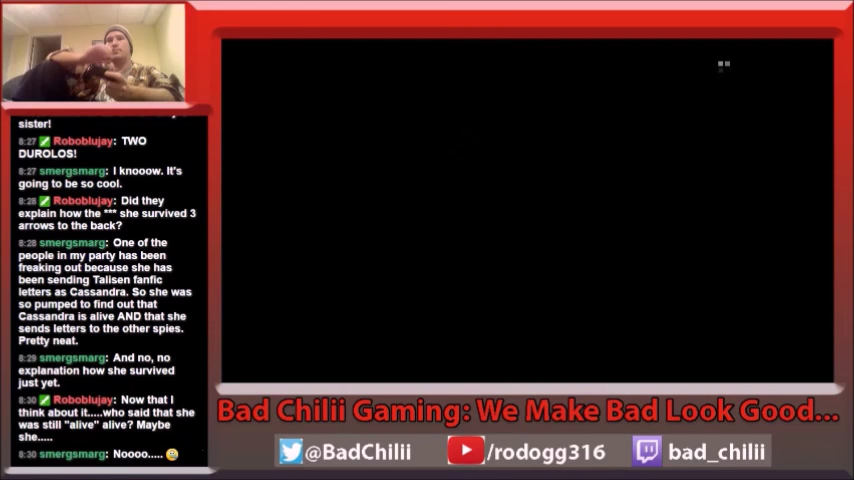 sister!
8:27 Roboblujay: TWO
DUROLOS!
8:27 smergsmarg: I knooow. It's
going to be so cool.
8:28 Roboblujay: Did they
explain how the *** she survived 3
arrows to the back?
8:28 smergsmarg: One of the
people in my party has been
freaking out because she has
been sending Talisen fanfic
letters as Cassandra. So she was
so pumped to find out that
Cassandra is alive AND that she
sends letters to the other spies.
Pretty neat.
8:29 smergsmarg: And no, no
explanation how she survived
just yet.
8:30 Roboblujay: Now that I
think about it.....who said that she
was still "alive" alive? Maybe
she.....
8:30 smergsmarg: Noooo.....
Bad Chilii Gaming: We Make Bad Look Good...
@BadChilii
/rodogg316
bad_chilii